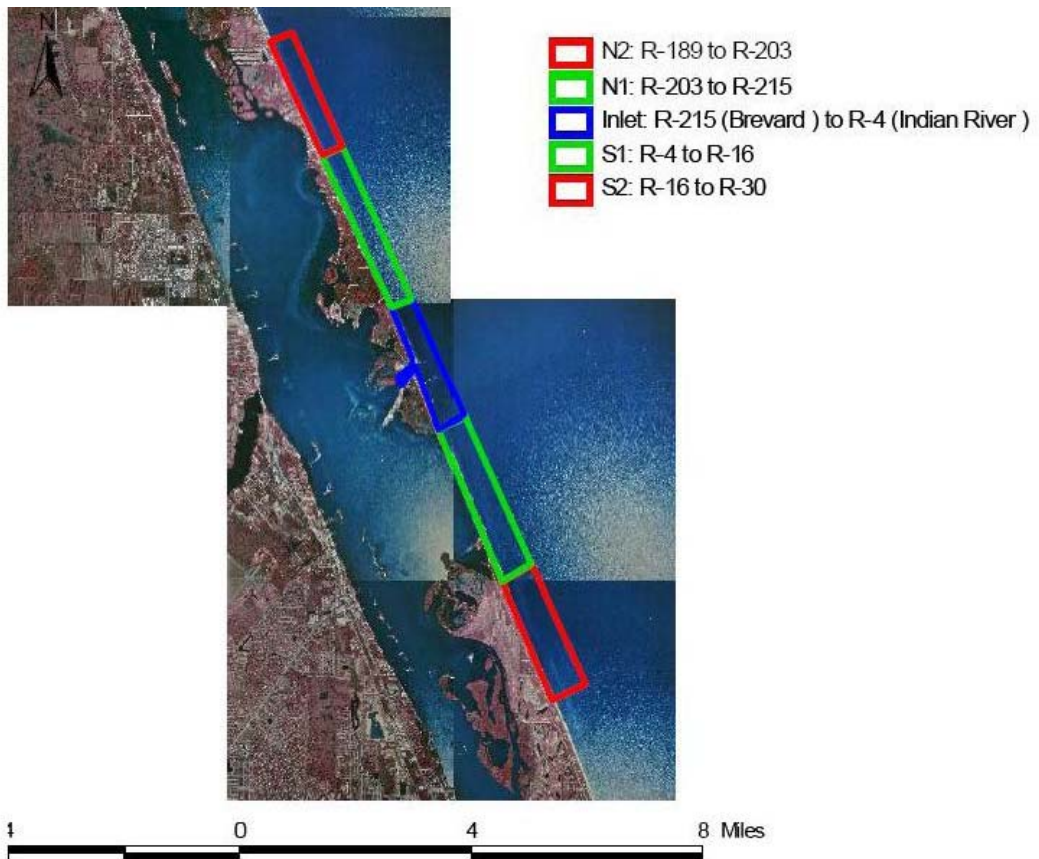 N
N2: R-189 to R-203
N1: R-203 to R-215
Inlet: R-215 (Brevard ) to R-4 (Indian River )
S1: R-4 to R-16
S2: R-16 to R-30
4 0 4 8 Miles